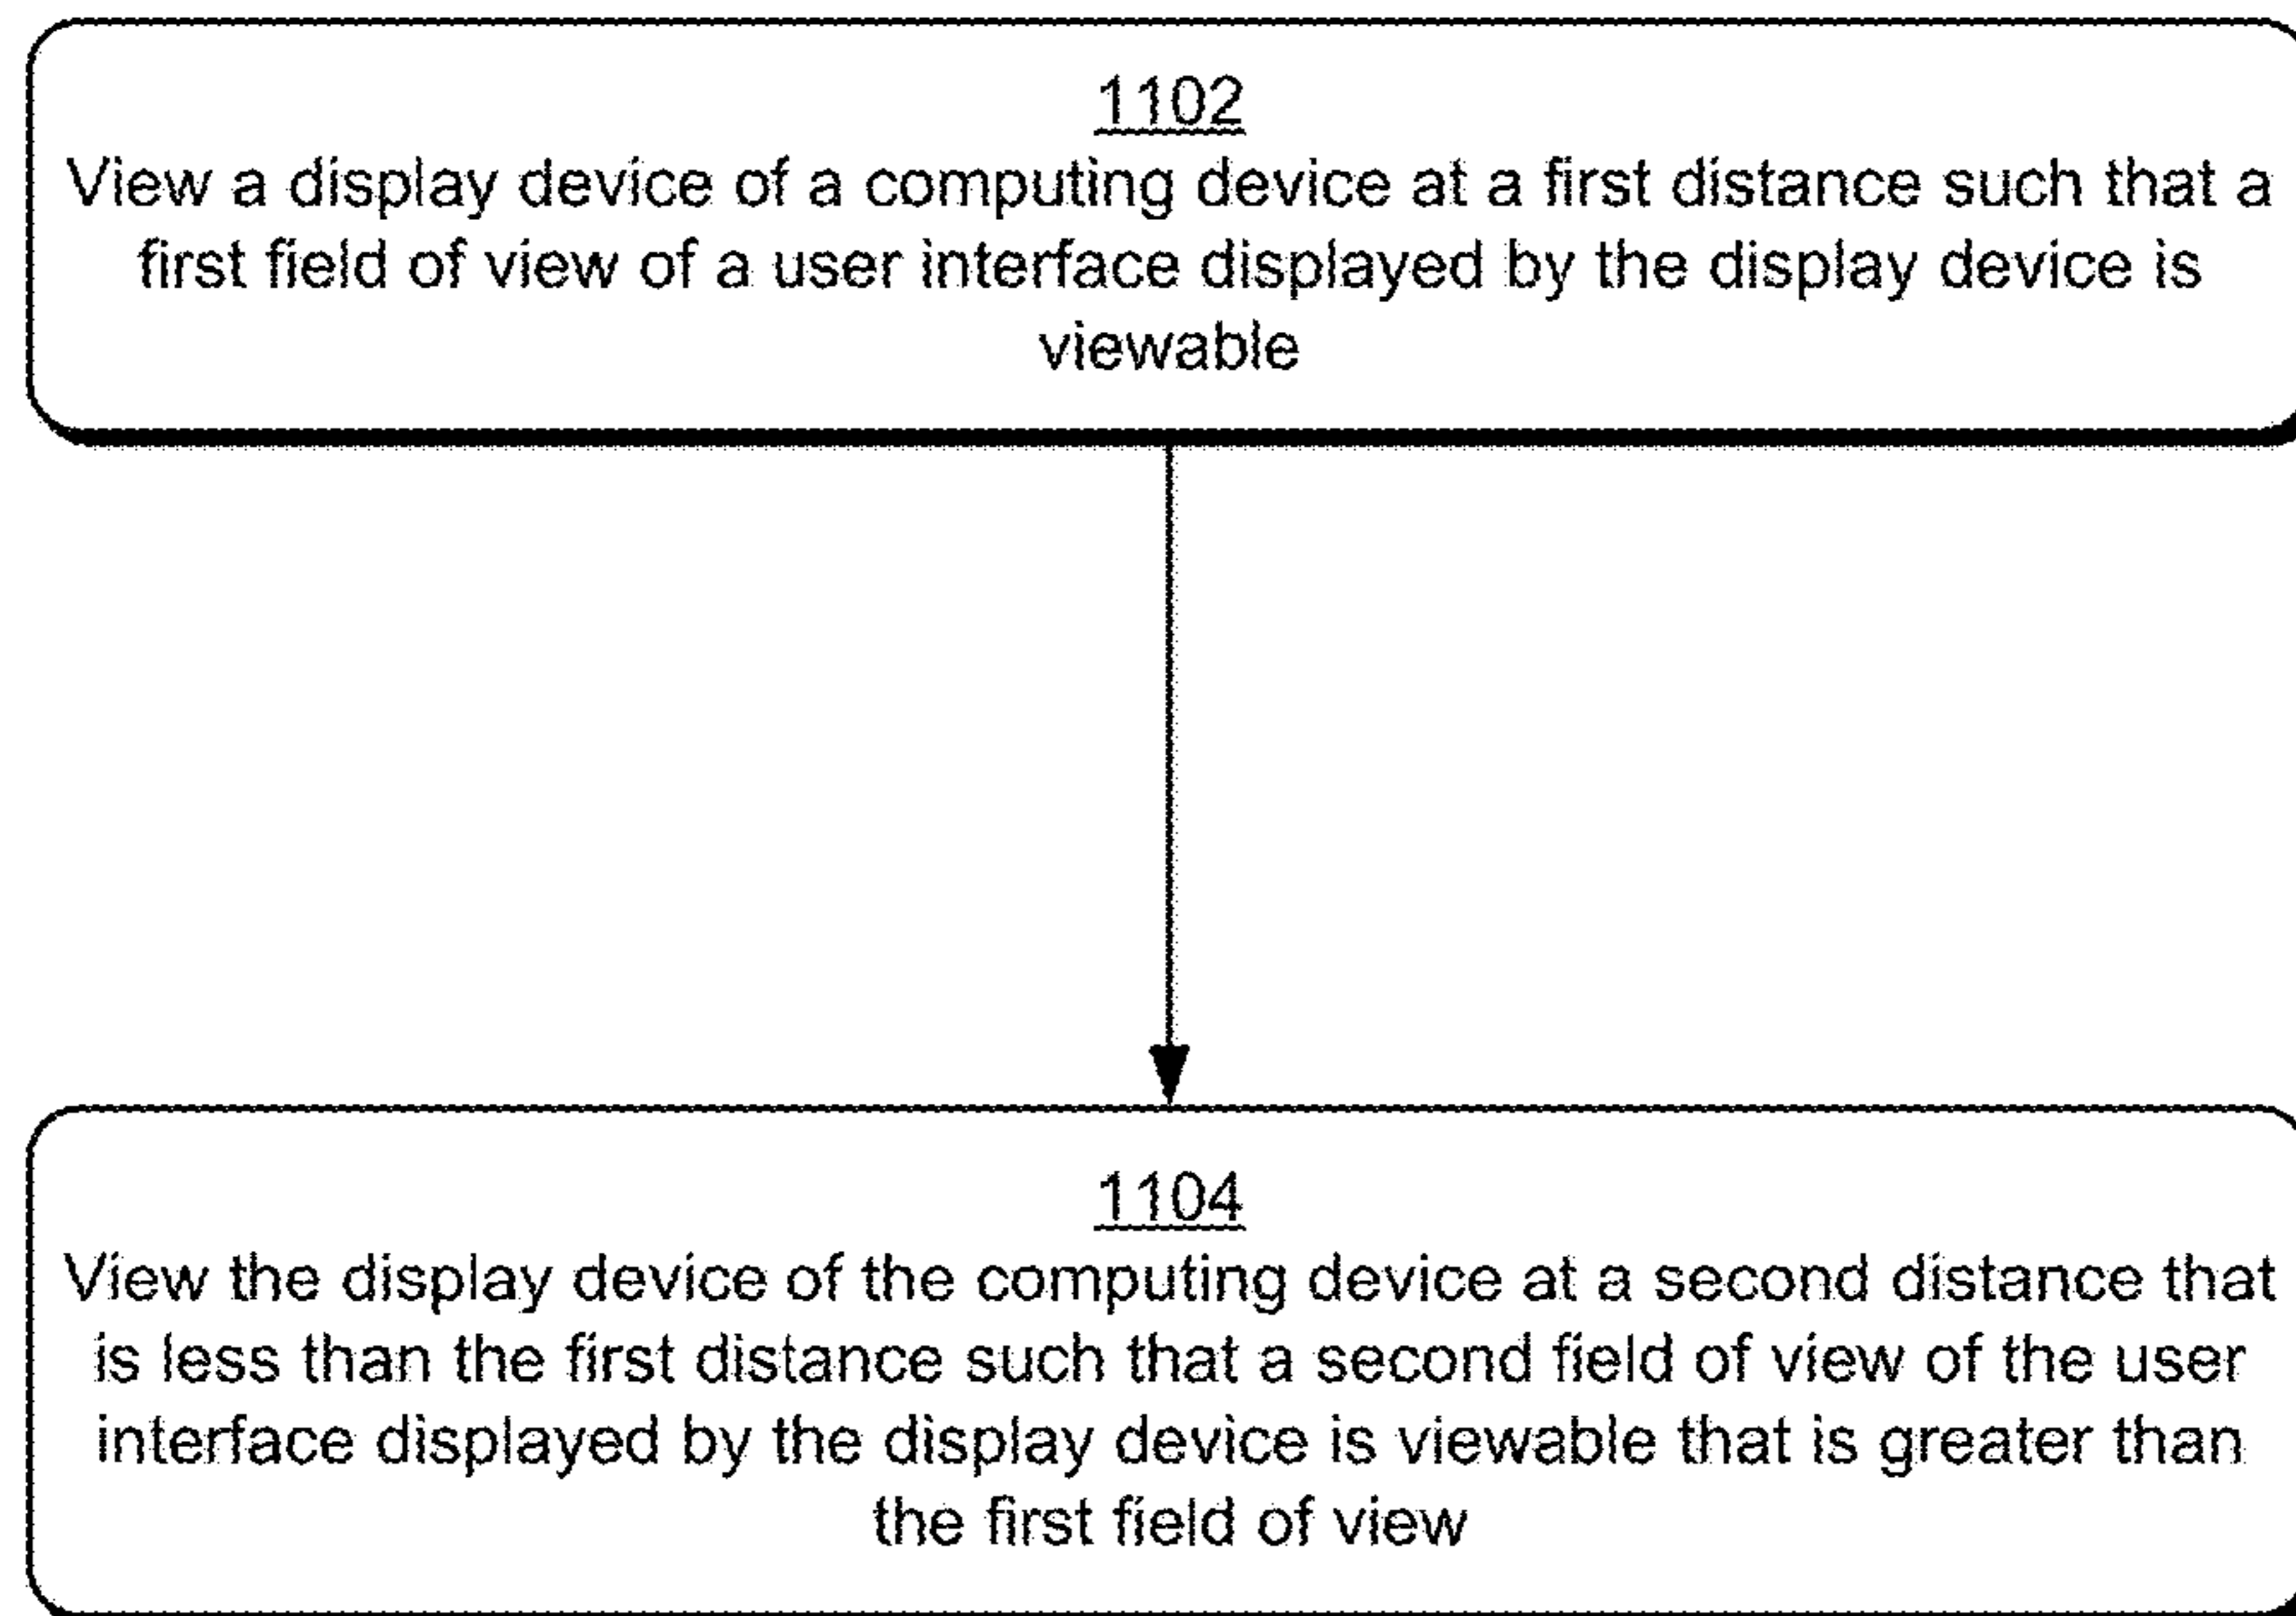 1102
View a display device of a computing device at a first distance such that a
first field of view of a user interface displayed by the display device is
viewable
1104
View the display device of the computing device at a second distance that
is less than the first distance such that a second field of view of the user
interface displayed by the display device is viewable that is greater than
the first field of view